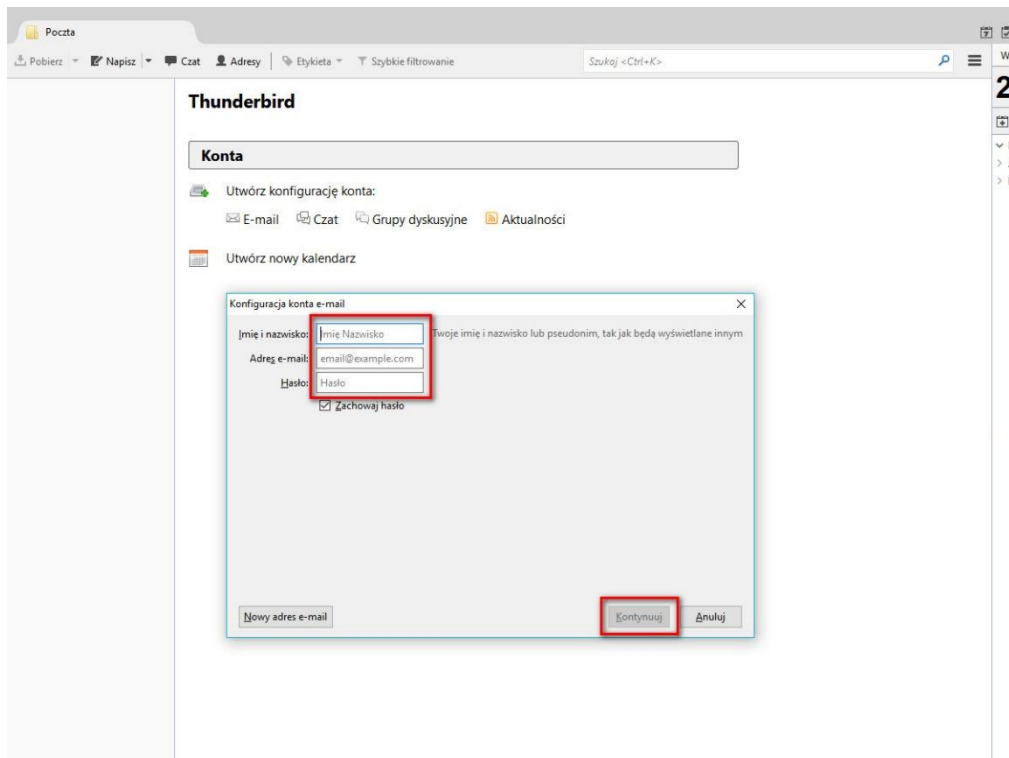 Poczta
Pobierz Napisz Czat Adresy Etykieta Szybkie filtrowanie Szukaj <Ctrl+K>
Thunderbird
Konta
Utwórz konfigurację konta:
E-mail Czat Grupy dyskusyjne Aktualności
Utwórz nowy kalendarz
Konfiguracja konta e-mail
Imię i nazwisko: Imię Nazwisko Twoje imię i nazwisko lub pseudonim, tak jak będą wyświetlane innym
Adres e-mail: email@example.com
Hasło: Hasło
Zachowaj hasło
Nowy adres e-mail Kontynuuj Anuluj